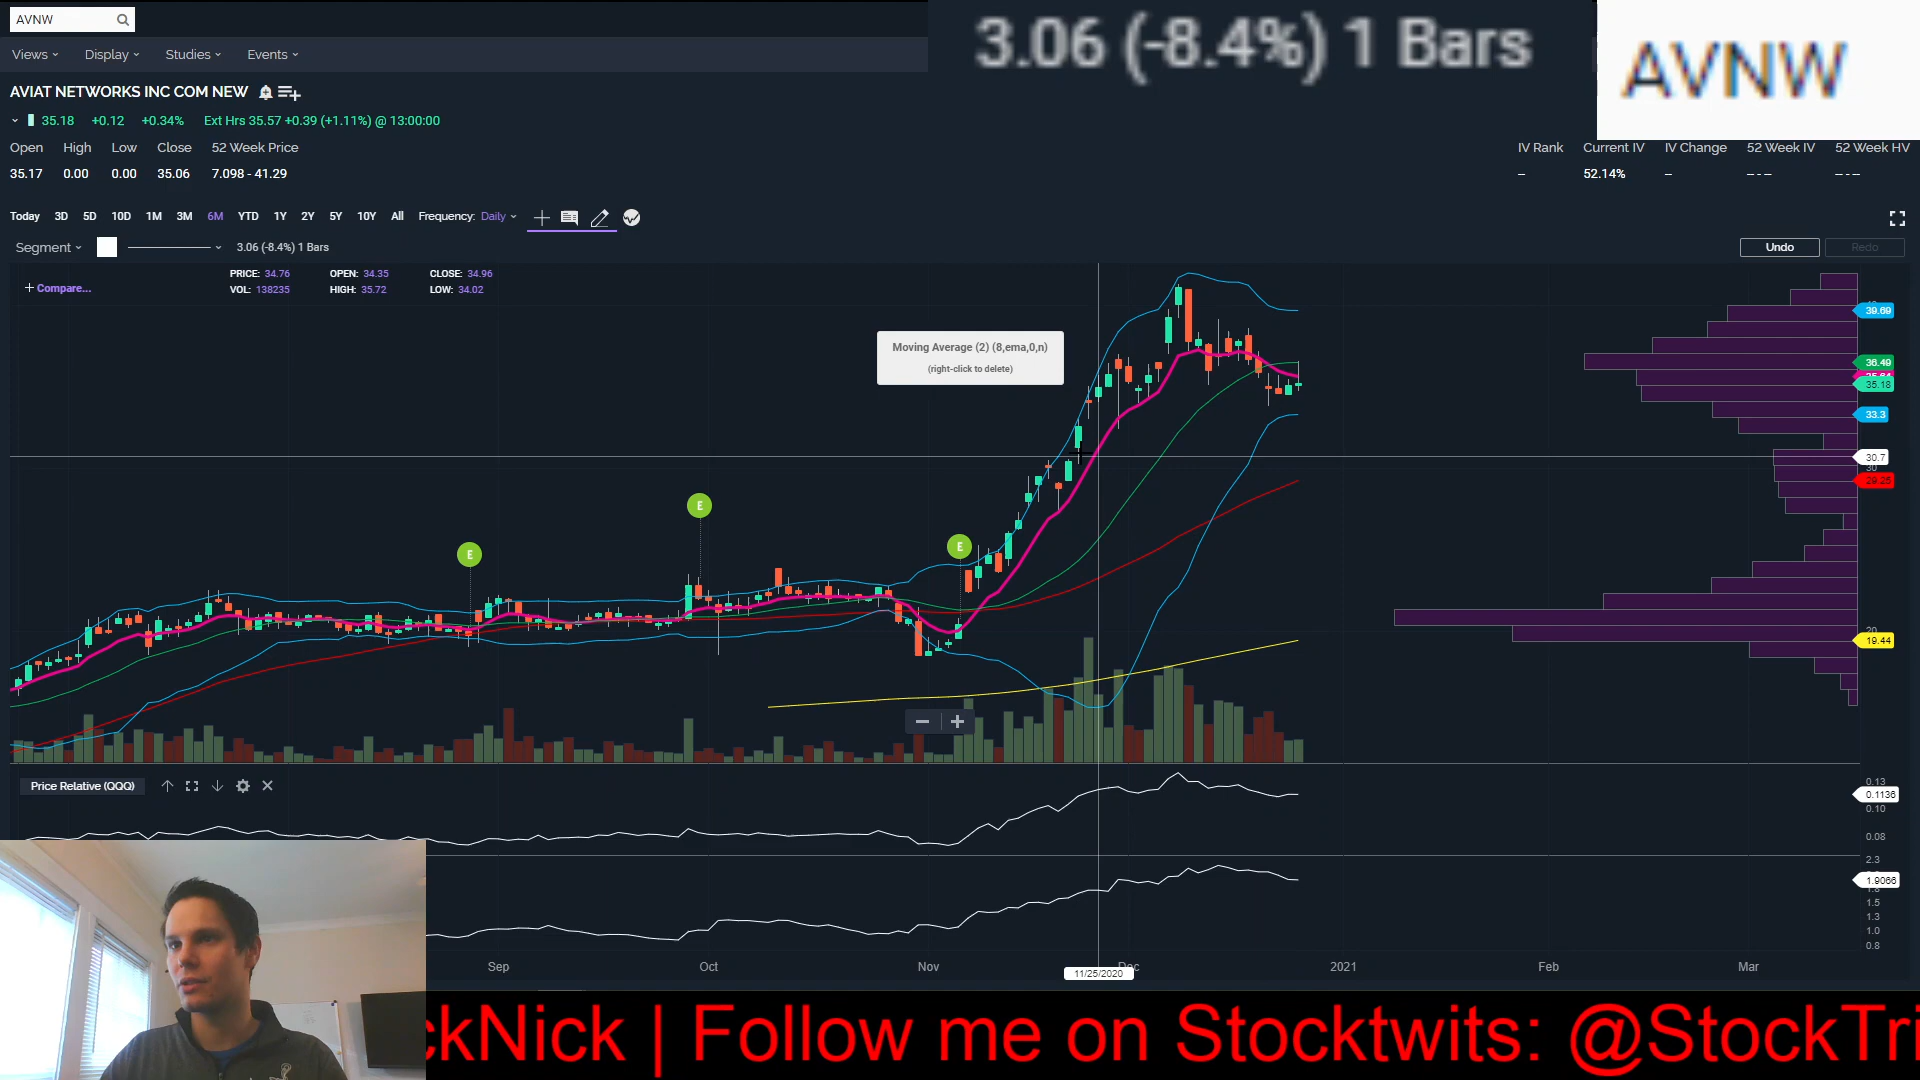 AVNW
3.06 (-8.4%) 1 Bars
AVNW
Views Display Studies Events
AVIAT NETWORKS INC COM NEW
35.18 +0.12 +0.34% Ext Hrs 35.57 +0.39 (+1.11%) @ 13:00:00
Open High Low Close 52 Week Price IV Rank Current IV IV Change 52 Week IV 52 Week HV
35.17 0.00 0.00 35.06 7.098 - 41.29 – 52.14% – – - – – - –
Today 3D 5D 10D 1M 3M 6M YTD 1Y 2Y 5Y 10Y All Frequency: Daily
Segment 3.06 (-8.4%) 1 Bars Undo Redo
+ Compare...
PRICE: 34.76 OPEN: 34.35 CLOSE: 34.96
VOL: 138235 HIGH: 35.72 LOW: 34.02
Moving Average (2) (8,ema,0,n)
(right-click to delete)
39.69
36.49
35.18
33.3
30.7
30
29.25
E
E
E
20
19.44
Price Relative (QQQ)
0.13
0.1136
0.10
0.08
2.3
1.9066
1.5
1.3
1.0
0.8
Sep Oct Nov Dec 2021 Feb Mar
11/25/2020
ckNick | Follow me on Stocktwits: @StockTri